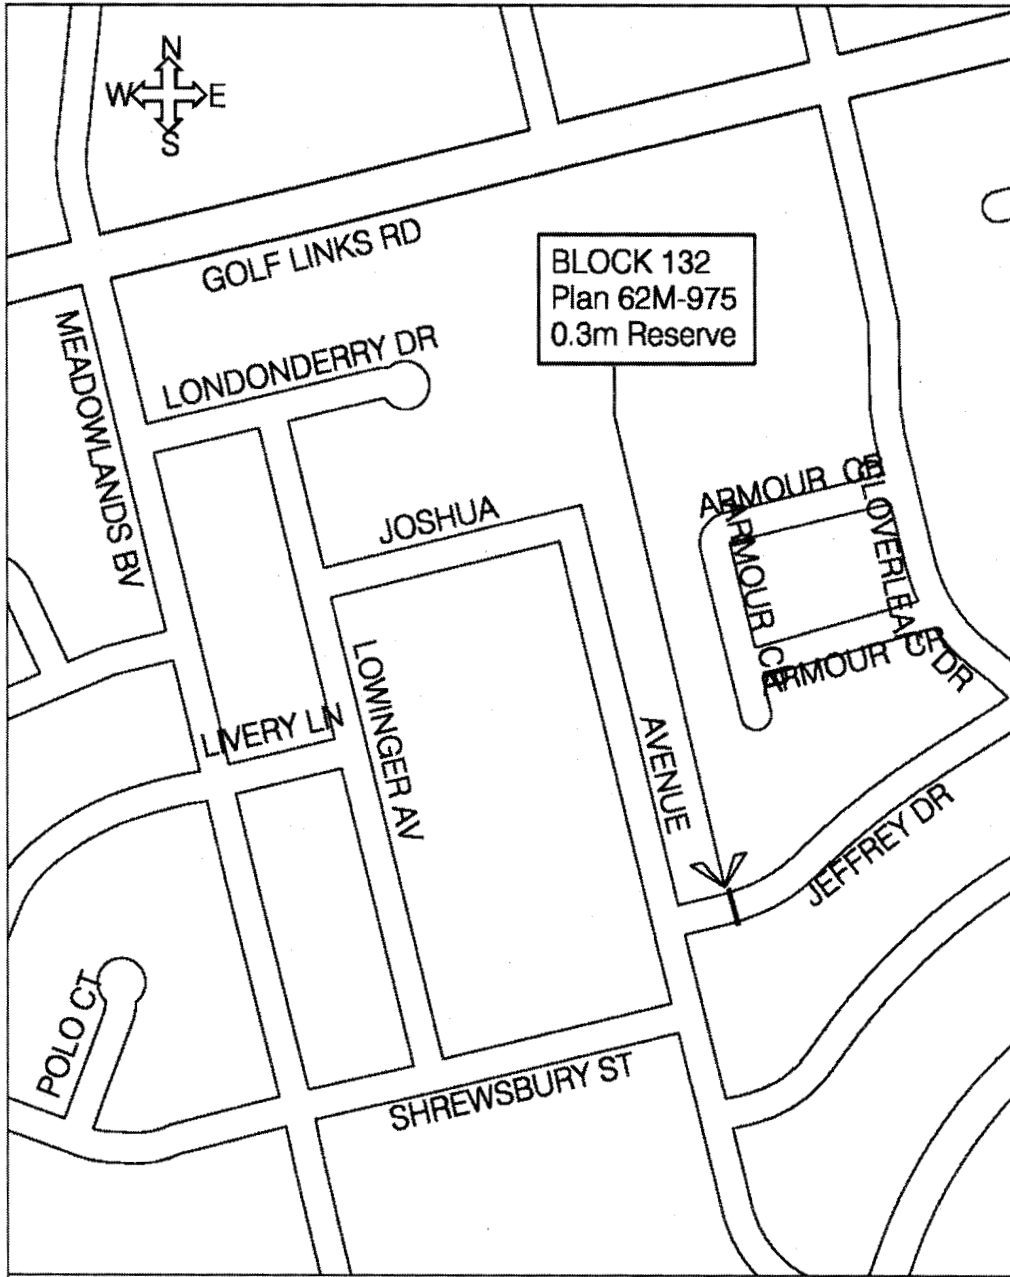 N
W E
S
GOLF LINKS RD
BLOCK 132
Plan 62M-975
0.3m Reserve
MEADOWLANDS BV
LONDONDERRY DR
ARMOUR CR
JOSHUA
ARMOUR CR
CLOVERLEAF DR
ARMOUR CR
LOWINGER AV
LIVERY LN
AVENUE
JEFFREY DR
POLO CT
SHREWSBURY ST